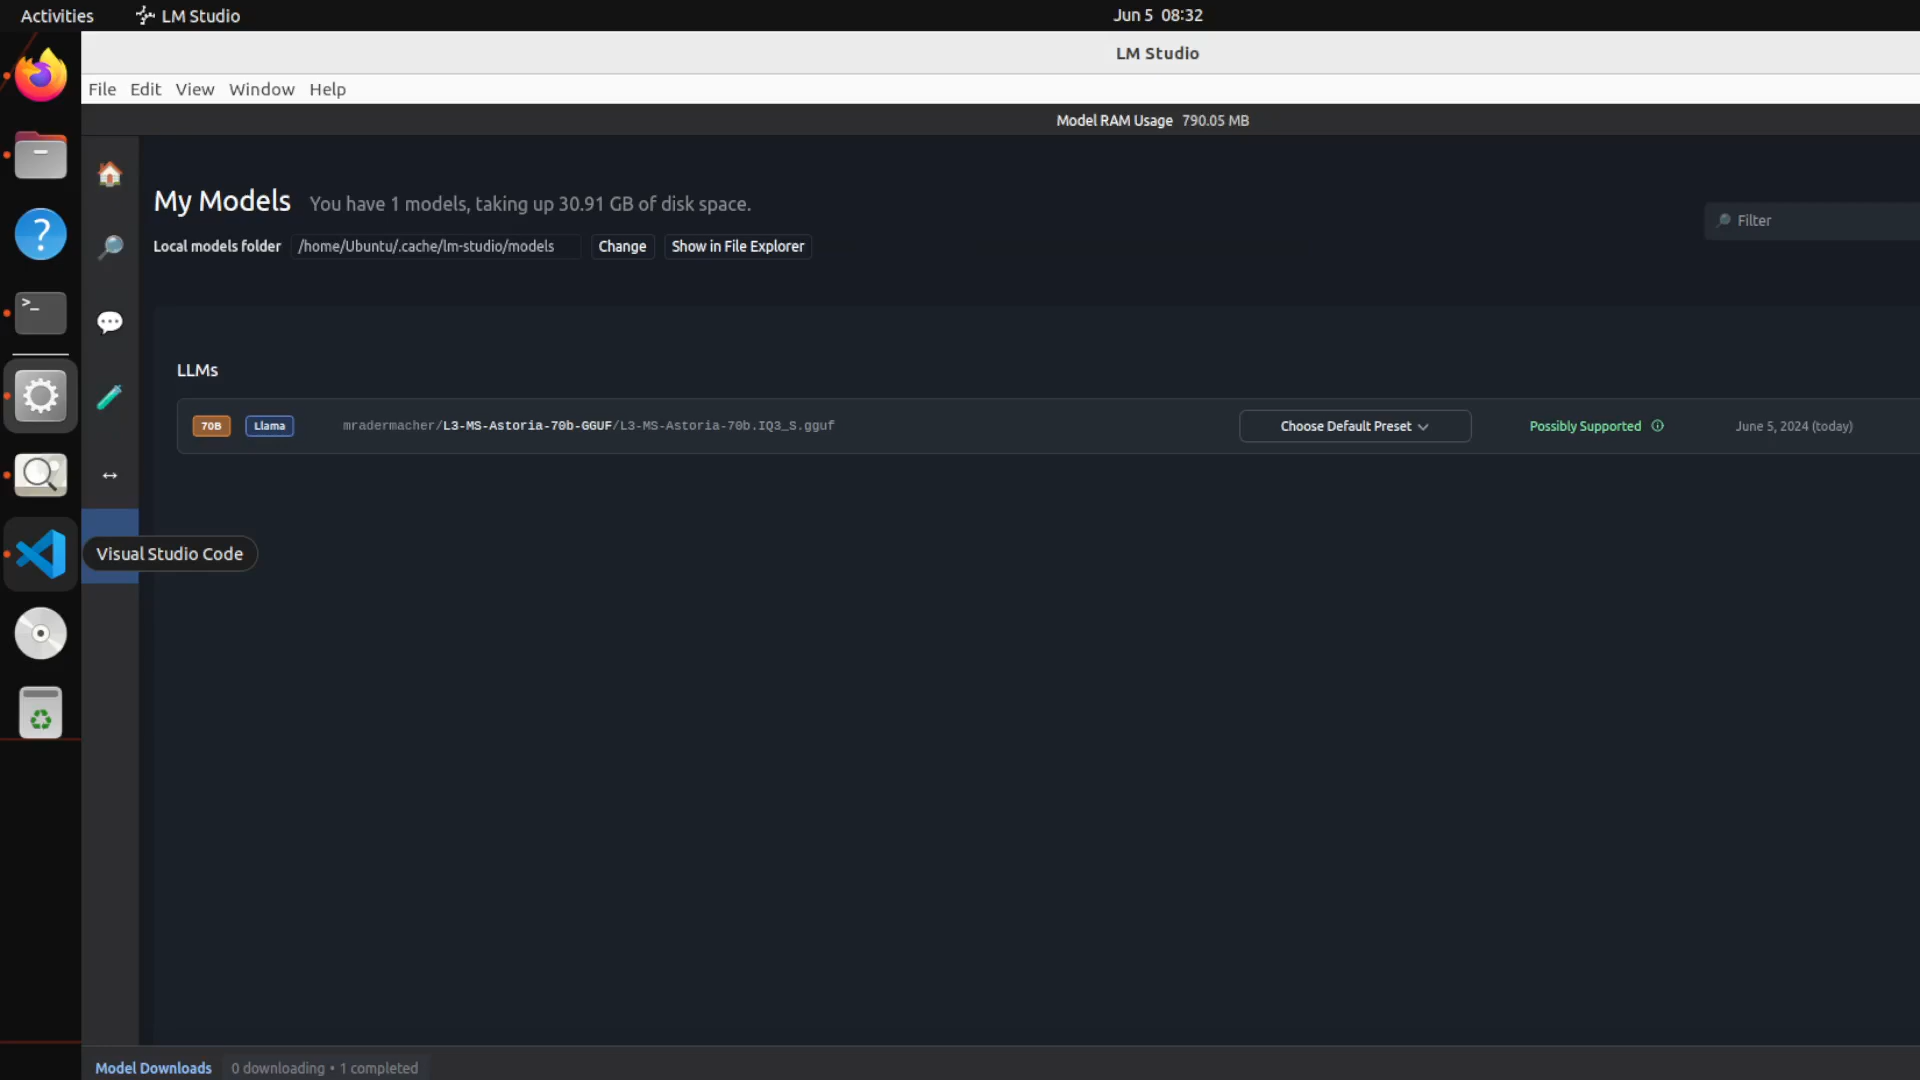 Activities LM Studio Jun 5 08:32
LM Studio
File Edit View Window Help
Model RAM Usage 790.05 MB
My Models You have 1 models, taking up 30.91 GB of disk space.
Filter
Local models folder /home/Ubuntu/.cache/lm-studio/models Change Show in File Explorer
LLMs
70B Llama mradermacher/L3-MS-Astoria-70b-GGUF/L3-MS-Astoria-70b.IQ3_S.gguf Choose Default Preset Possibly Supported June 5, 2024 (today)
Visual Studio Code
Model Downloads 0 downloading • 1 completed